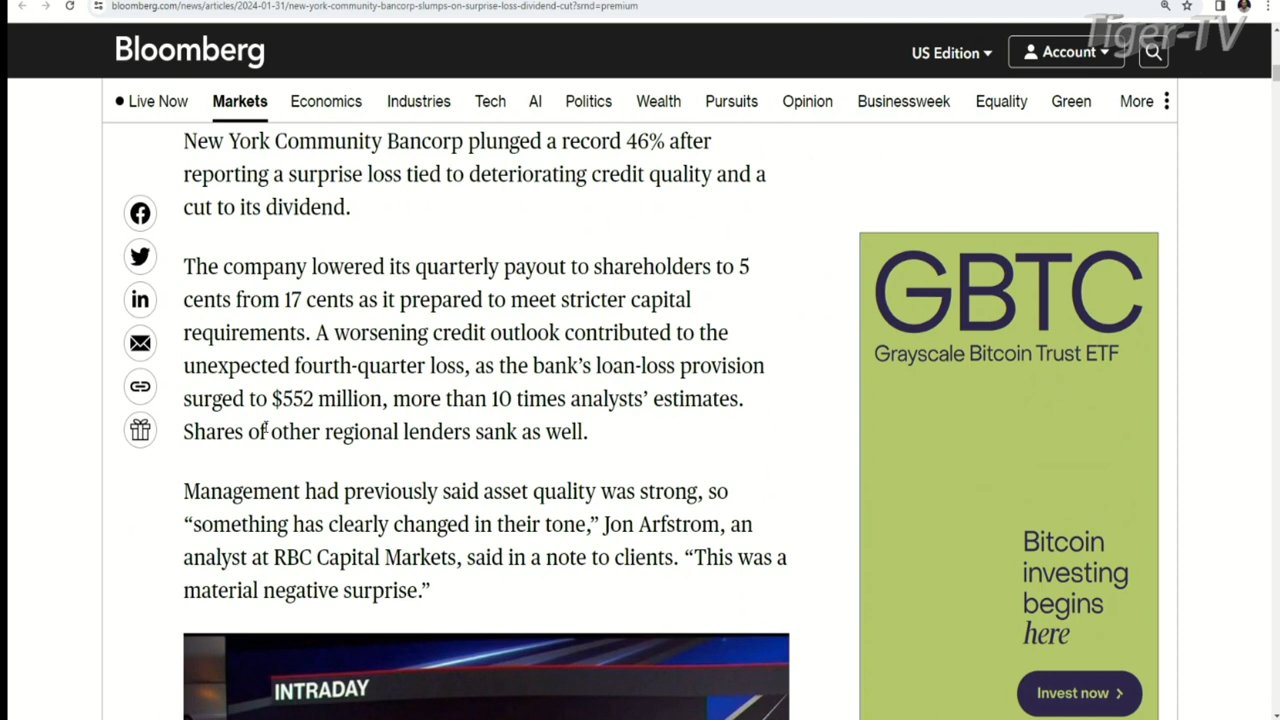 bloomberg.com/news/articles/2024-01-31/new-york-community-bancorp-slumps-on-surprise-loss-dividend-cut?srnd=premium
Tiger-TV
Bloomberg
US Edition
Account
Live Now
Markets
Economics
Industries
Tech
AI
Politics
Wealth
Pursuits
Opinion
Businessweek
Equality
Green
More
New York Community Bancorp plunged a record 46% after
reporting a surprise loss tied to deteriorating credit quality and a
cut to its dividend.
The company lowered its quarterly payout to shareholders to 5
cents from 17 cents as it prepared to meet stricter capital
requirements. A worsening credit outlook contributed to the
unexpected fourth-quarter loss, as the bank’s loan-loss provision
surged to $552 million, more than 10 times analysts’ estimates.
Shares of other regional lenders sank as well.
Management had previously said asset quality was strong, so
“something has clearly changed in their tone,” Jon Arfstrom, an
analyst at RBC Capital Markets, said in a note to clients. “This was a
material negative surprise.”
INTRADAY
GBTC
Grayscale Bitcoin Trust ETF
Bitcoin
investing
begins
here
Invest now